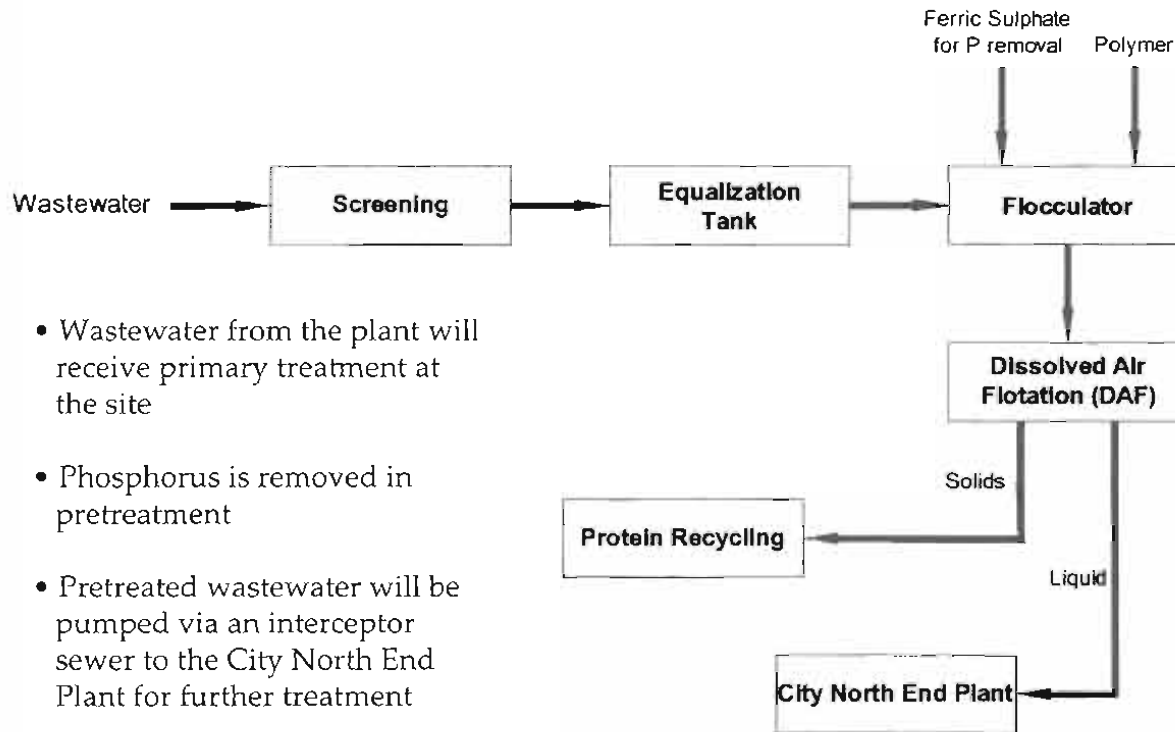 Ferric Sulphate
for P removal
Polymer
Wastewater
Screening
Equalization
Tank
Flocculator
• Wastewater from the plant will
receive primary treatment at
the site
• Phosphorus is removed in
pretreatment
• Pretreated wastewater will be
pumped via an interceptor
sewer to the City North End
Plant for further treatment
Dissolved Air
Flotation (DAF)
Solids
Protein Recycling
Liquid
City North End Plant